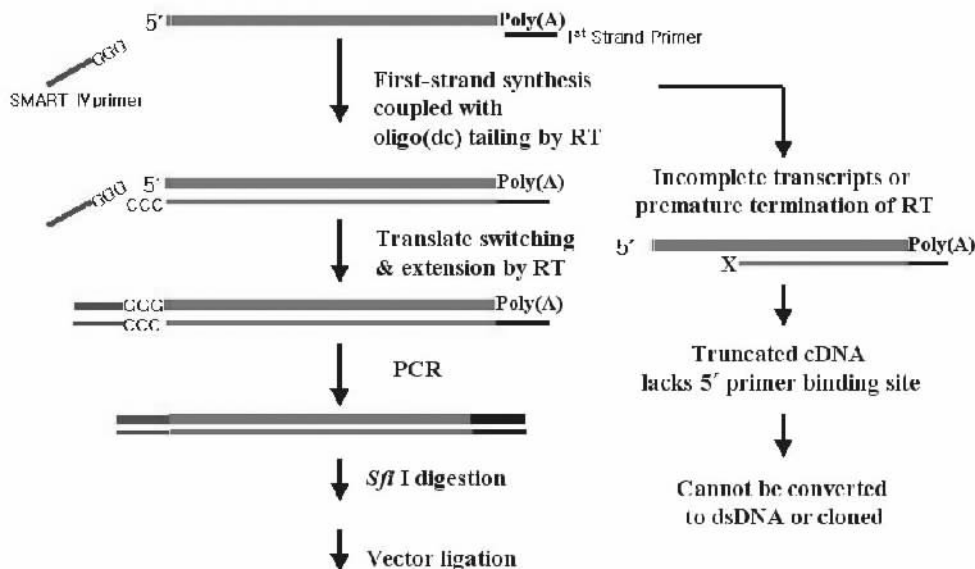 5′
Poly(A)
1st Strand Primer
GGG
SMART IV primer
First-strand synthesis
coupled with
oligo(dc) tailing by RT
GGG
5′
CCC
Poly(A)
Translate switching
& extension by RT
GGG
CCC
Poly(A)
PCR
Sfi I digestion
Vector ligation
Incomplete transcripts or
premature termination of RT
5′
Poly(A)
X
Truncated cDNA
lacks 5′ primer binding site
Cannot be converted
to dsDNA or cloned